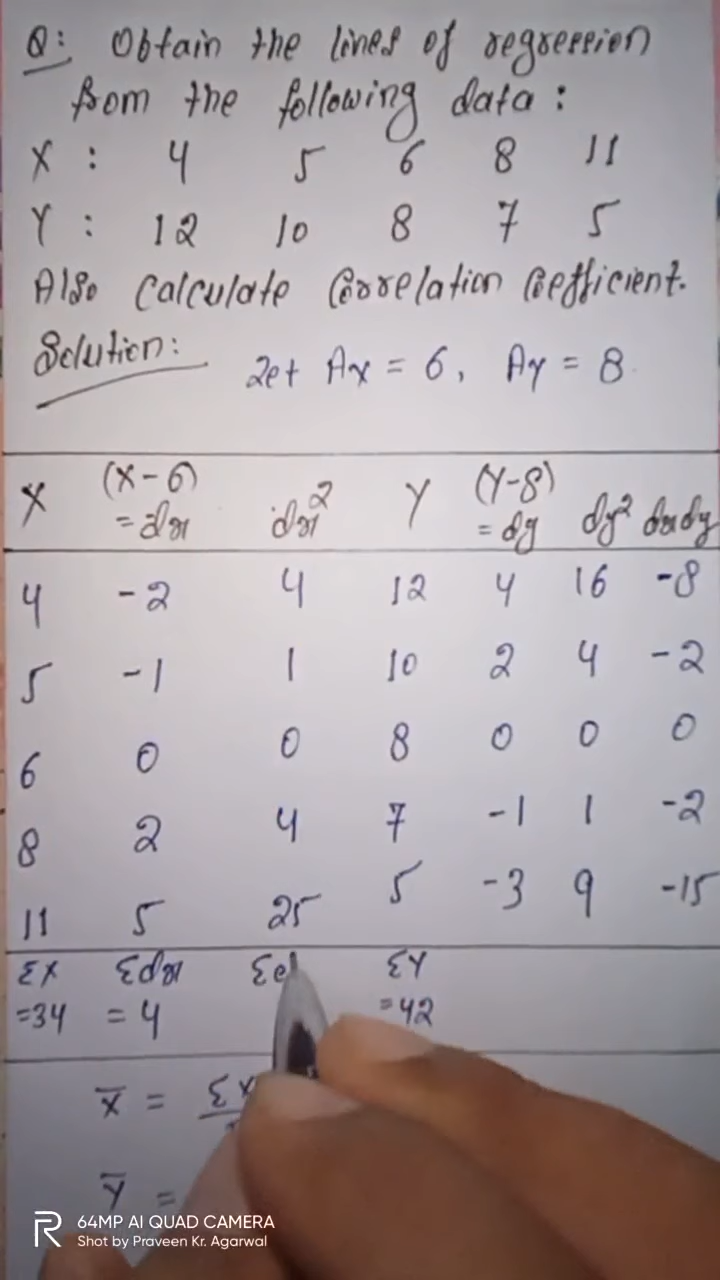 Q: Obtain the lines of regression
from the following data:
X : 4 5 6 8 11
Y : 12 10 8 7 5
Also Calculate Correlation Coefficient.
Solution: Let Ax = 6, Ay = 8.
X (X-6) =dx dx² Y (Y-8) =dy dy² dxdy
4 -2 4 12 4 16 -8
5 -1 1 10 2 4 -2
6 0 0 8 0 0 0
8 2 4 7 -1 1 -2
11 5 25 5 -3 9 -15
Σx Σdx Σd ΣY
=34 =4 =42
X̄ = Σx
Ȳ =
64MP AI QUAD CAMERA
Shot by Praveen Kr. Agarwal